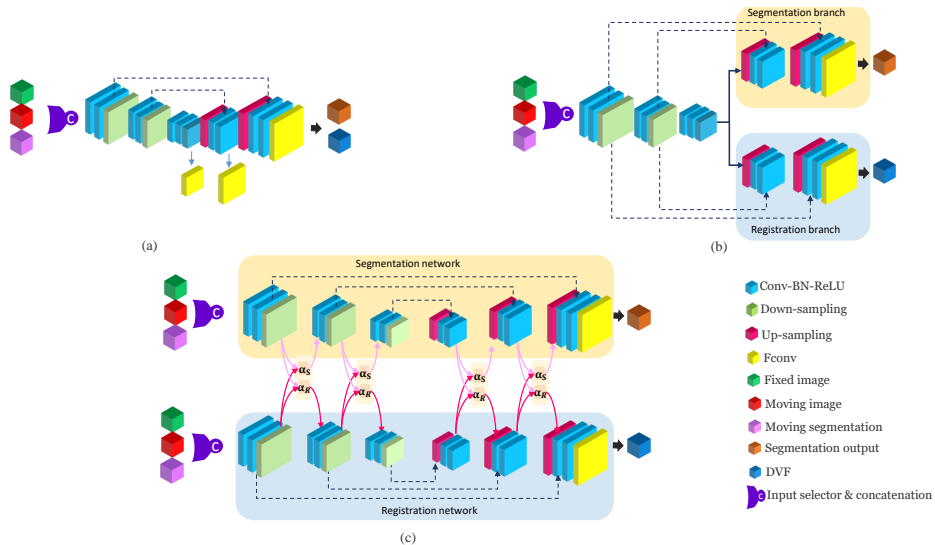 Segmentation branch
C
C
Registration branch
(a)
(b)
Segmentation network
C
αS
αS
αS
αS
αR
αR
αR
αR
C
Registration network
(c)
Conv-BN-ReLU
Down-sampling
Up-sampling
Fconv
Fixed image
Moving image
Moving segmentation
Segmentation output
DVF
C Input selector & concatenation